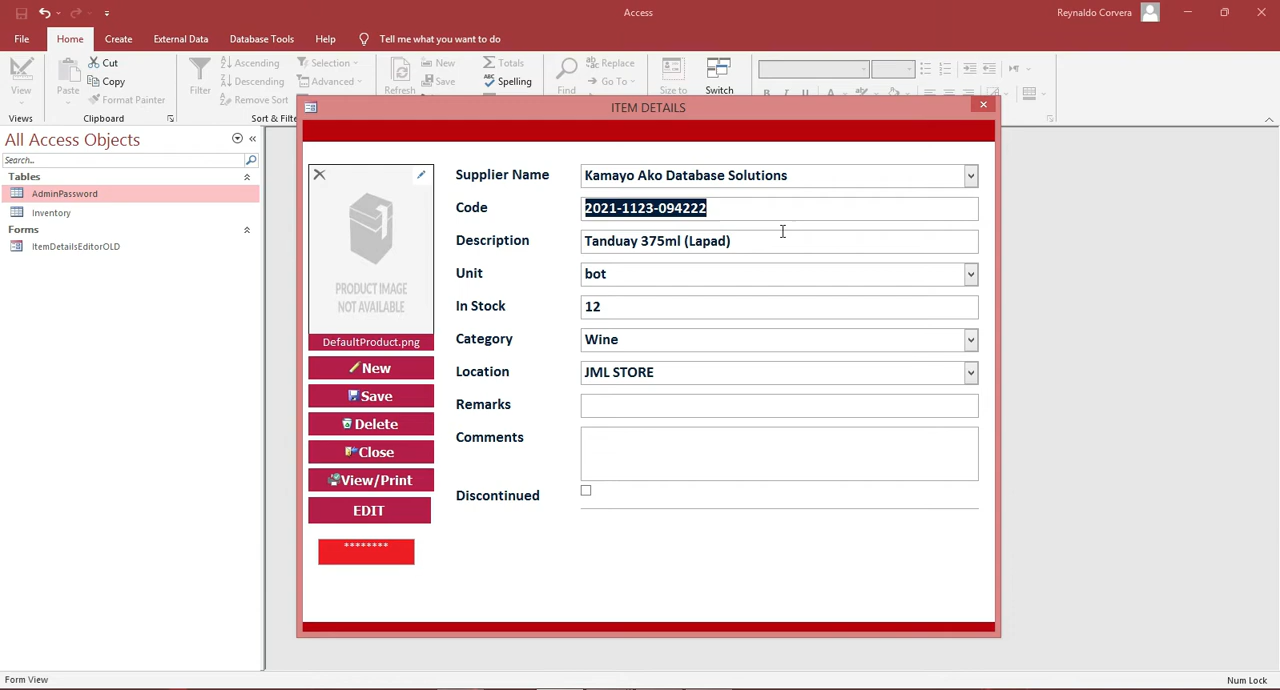 Access
Reynaldo Corvera
File Home Create External Data Database Tools Help Tell me what you want to do
View
Paste
Cut
Copy
Format Painter
Filter
Ascending
Descending
Remove Sort
Selection
Advanced
Refresh
New
Save
Totals
Spelling
Find
Replace
Go To
Size to
Switch
B I U A
Views Clipboard Sort & Filte
All Access Objects
Search...
Tables
AdminPassword
Inventory
Forms
ItemDetailsEditorOLD
ITEM DETAILS
PRODUCT IMAGE
NOT AVAILABLE
DefaultProduct.png
New
Save
Delete
Close
View/Print
EDIT
********
Supplier Name Kamayo Ako Database Solutions
Code 2021-1123-094222
Description Tanduay 375ml (Lapad)
Unit bot
In Stock 12
Category Wine
Location JML STORE
Remarks
Comments
Discontinued
Form View
Num Lock